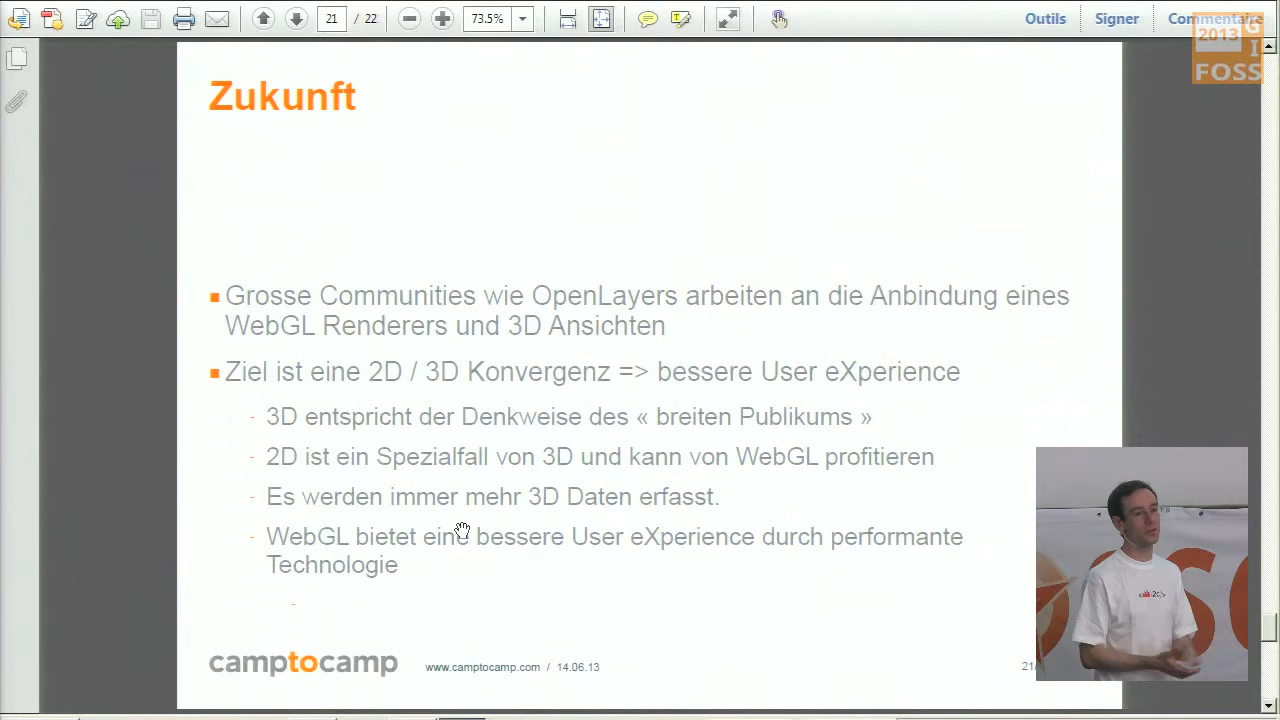 21 / 22
73.5%
Outils
Signer
Commentaire
2013
GI
FOSS
Zukunft
Grosse Communities wie OpenLayers arbeiten an die Anbindung eines
WebGL Renderers und 3D Ansichten
Ziel ist eine 2D / 3D Konvergenz => bessere User eXperience
- 3D entspricht der Denkweise des « breiten Publikums »
- 2D ist ein Spezialfall von 3D und kann von WebGL profitieren
- Es werden immer mehr 3D Daten erfasst.
- WebGL bietet eine bessere User eXperience durch performante
Technologie
-
camptocamp
www.camptocamp.com / 14.06.13
21/